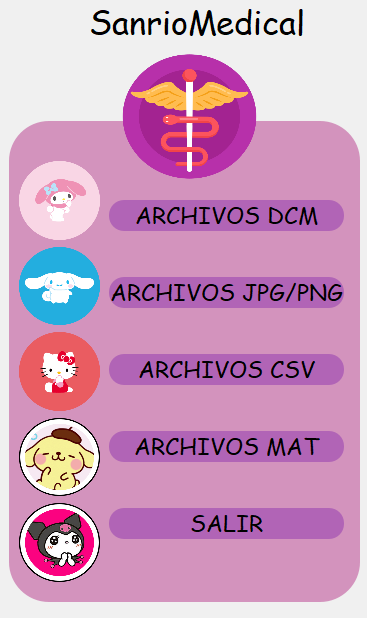 SanrioMedical
ARCHIVOS DCM
ARCHIVOS JPG/PNG
ARCHIVOS CSV
ARCHIVOS MAT
SALIR